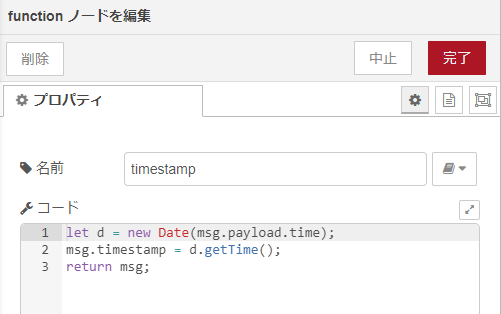 function ノードを編集
削除 中止 完了
プロパティ
名前 timestamp
コード
1 let d = new Date(msg.payload.time);
2 msg.timestamp = d.getTime();
3 return msg;